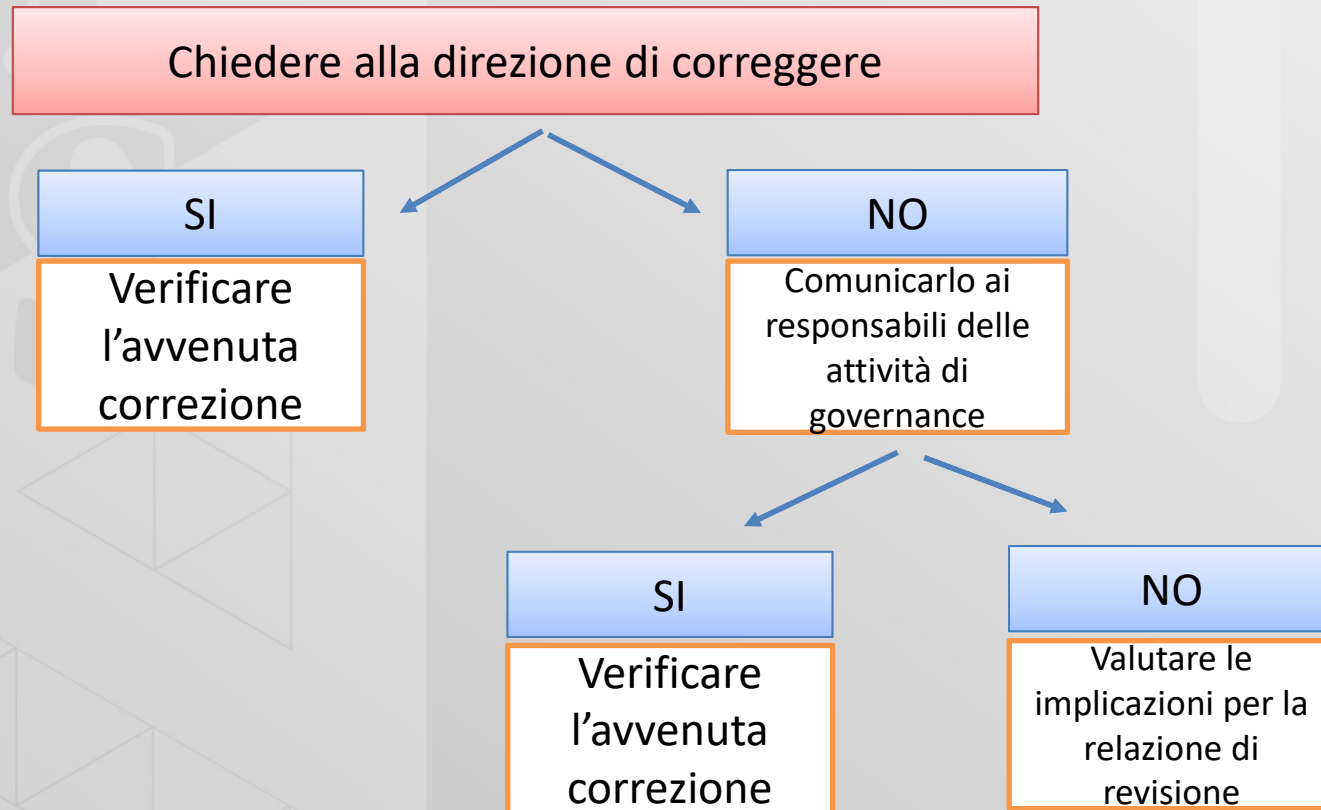 Chiedere alla direzione di correggere
SI
Verificare
l’avvenuta
correzione
NO
Comunicarlo ai
responsabili delle
attività di
governance
SI
Verificare
l’avvenuta
correzione
NO
Valutare le
implicazioni per la
relazione di
revisione